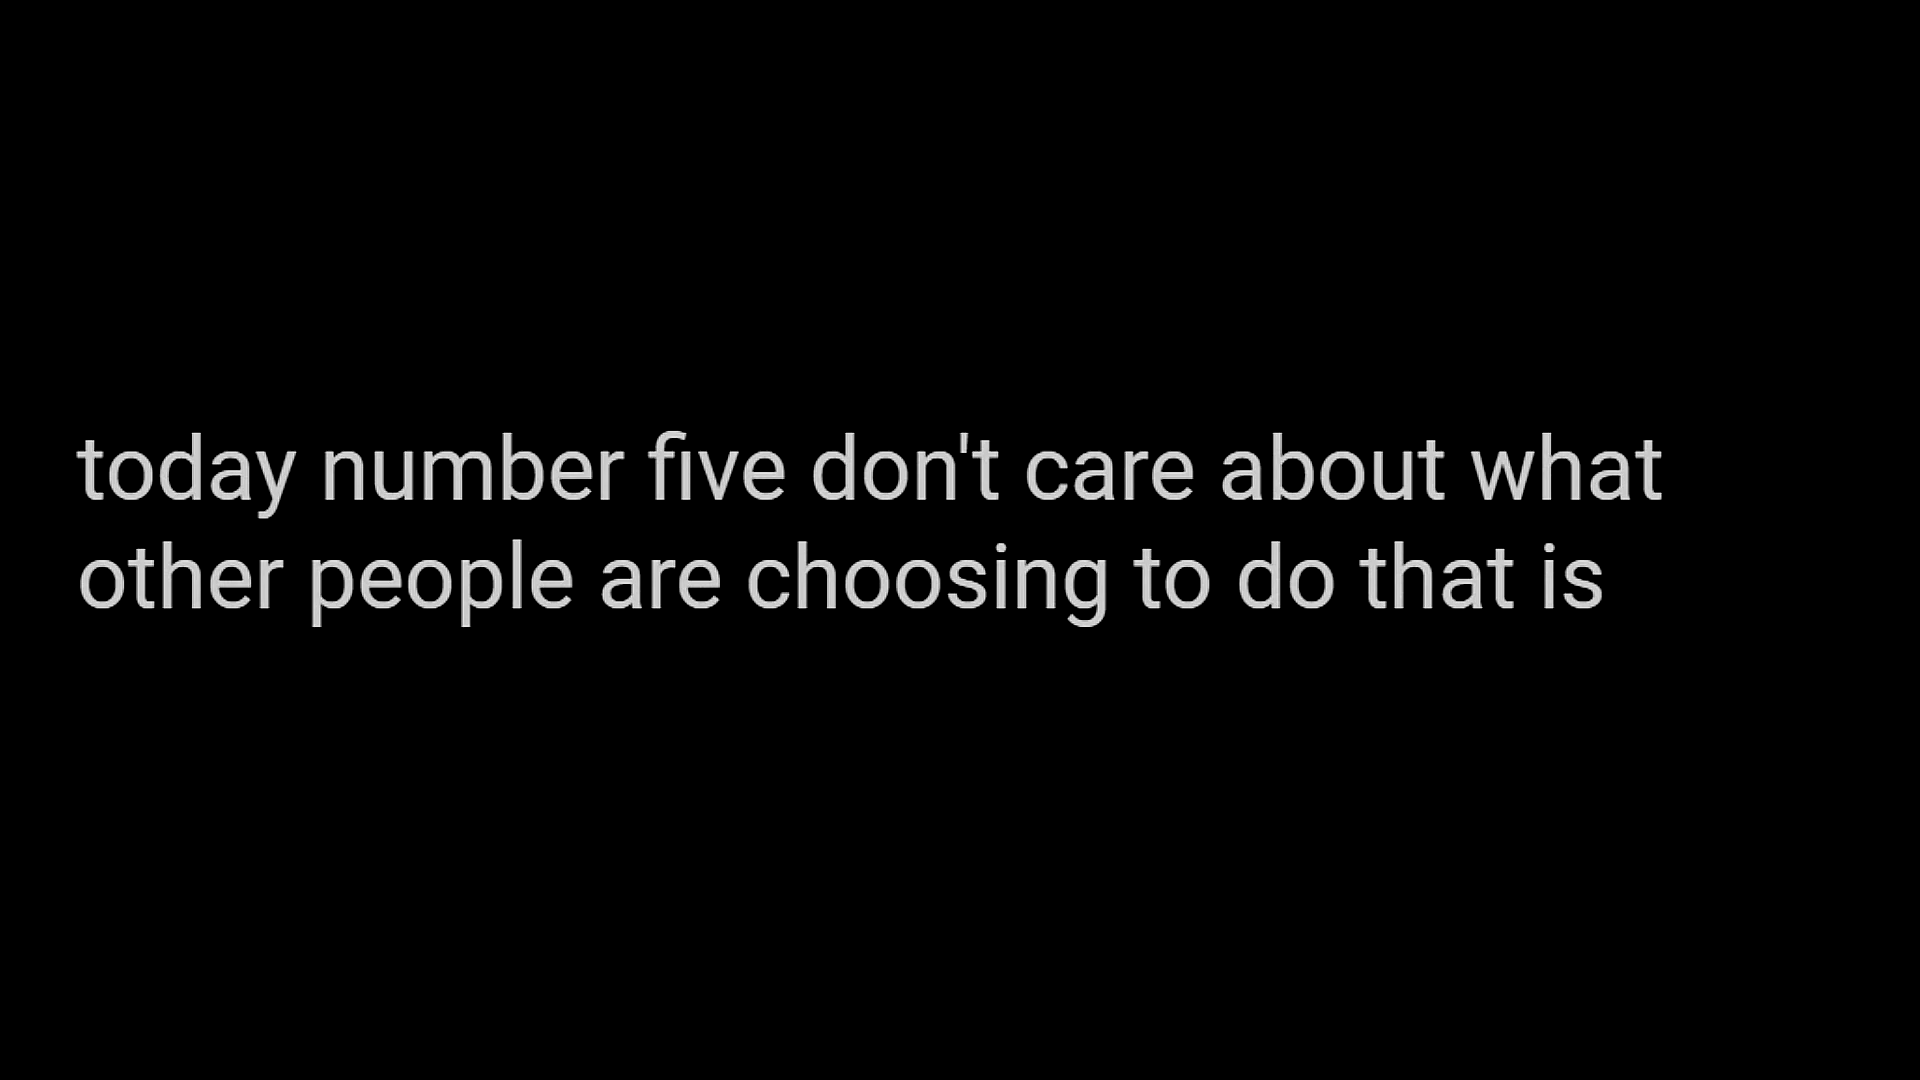 today number five don't care about what
other people are choosing to do that is